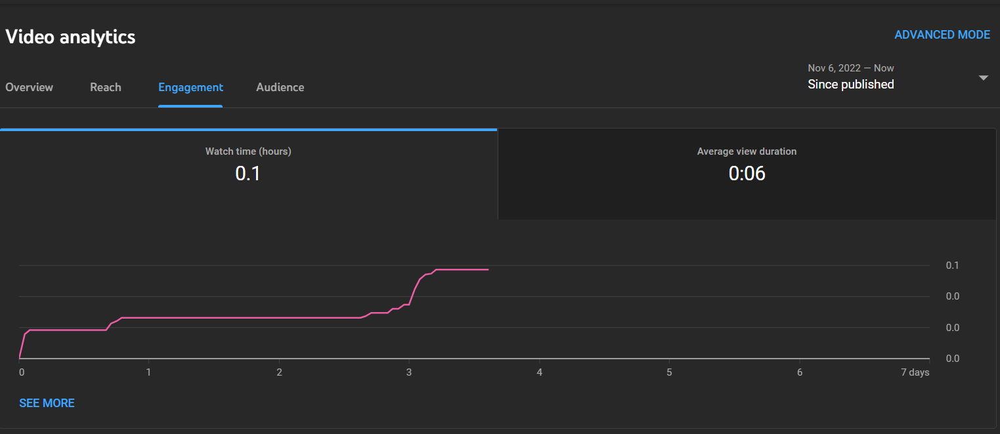 Video analytics
ADVANCED MODE
Nov 6, 2022 — Now
Since published
Overview
Reach
Engagement
Audience
Watch time (hours)
0.1
Average view duration
0:06
0.1
0.0
0.0
0.0
0 1 2 3 4 5 6 7 days
SEE MORE